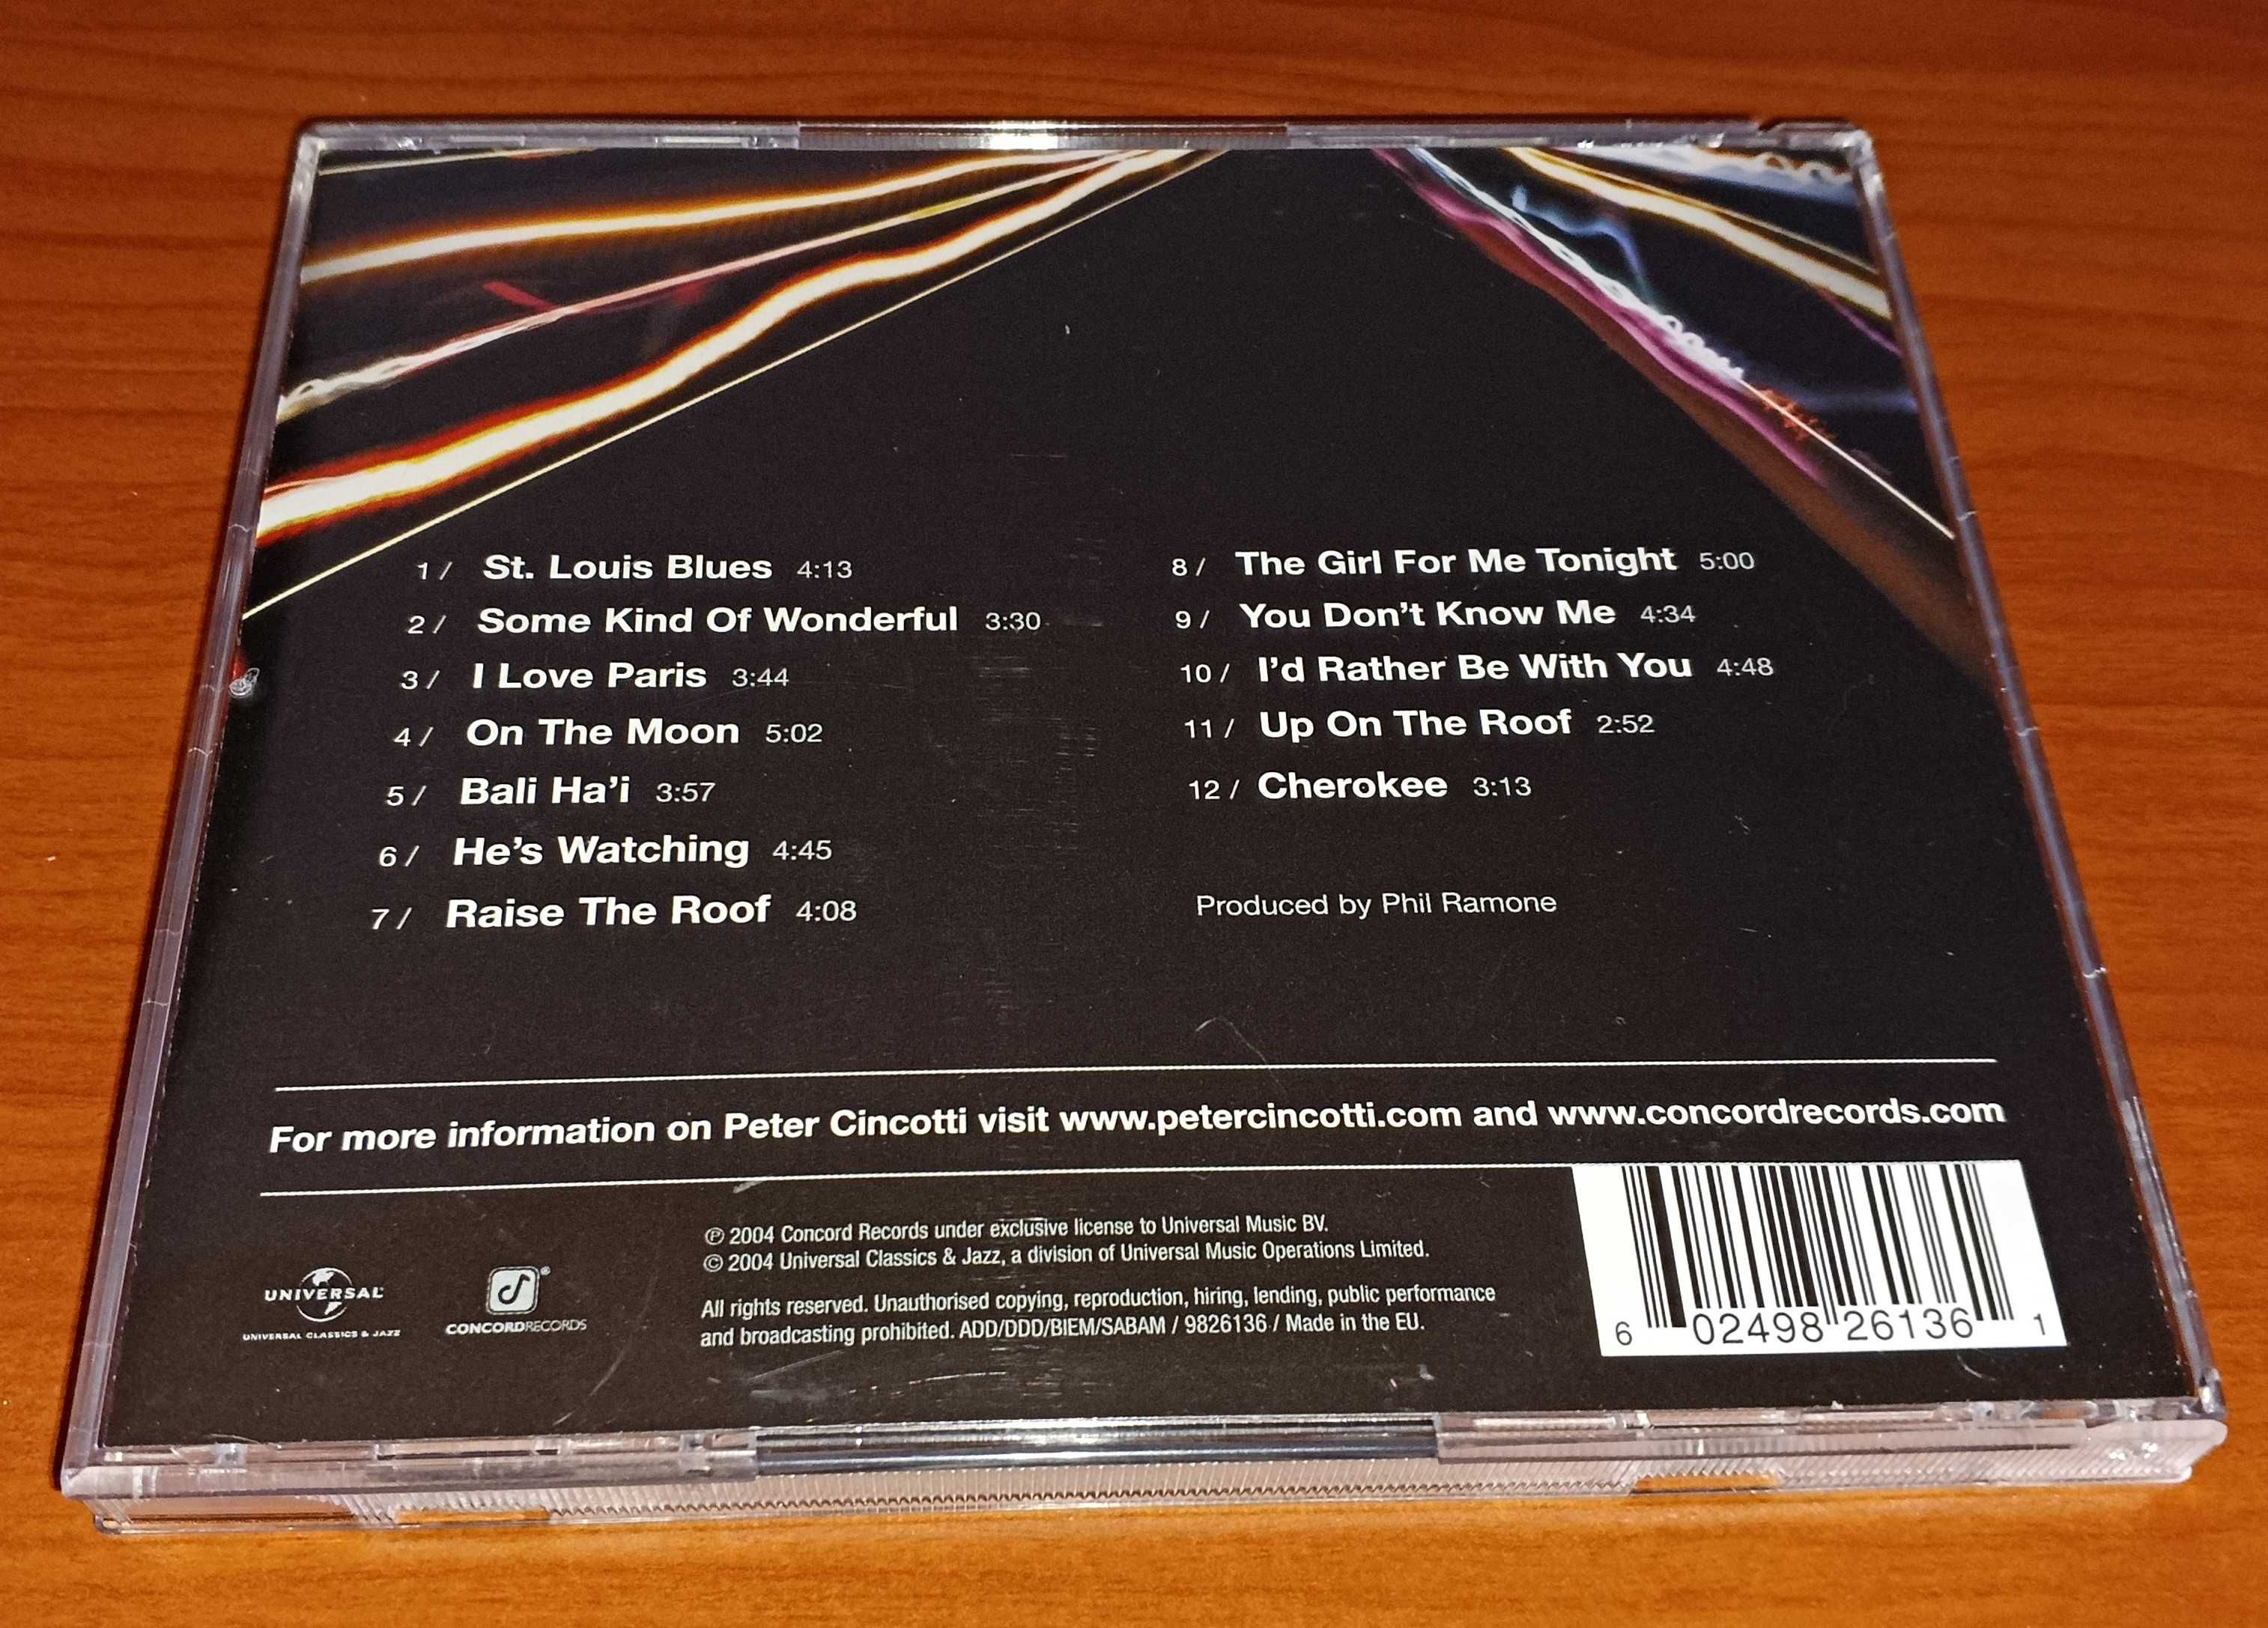 1 / St. Louis Blues 4:13
2 / Some Kind Of Wonderful 3:30
3 / I Love Paris 3:44
4 / On The Moon 5:02
5 / Bali Ha’i 3:57
6 / He’s Watching 4:45
7 / Raise The Roof 4:08
8 / The Girl For Me Tonight 5:00
9 / You Don’t Know Me 4:34
10 / I’d Rather Be With You 4:48
11 / Up On The Roof 2:52
12 / Cherokee 3:13
Produced by Phil Ramone
For more information on Peter Cincotti visit www.petercincotti.com and www.concordrecords.com
UNIVERSAL
UNIVERSAL CLASSICS & JAZZ
CONCORDRECORDS
℗ 2004 Concord Records under exclusive license to Universal Music BV.
© 2004 Universal Classics & Jazz, a division of Universal Music Operations Limited.
All rights reserved. Unauthorised copying, reproduction, hiring, lending, public performance
and broadcasting prohibited. ADD/DDD/BIEM/SABAM / 9826136 / Made in the EU.
6 02498 26136 1